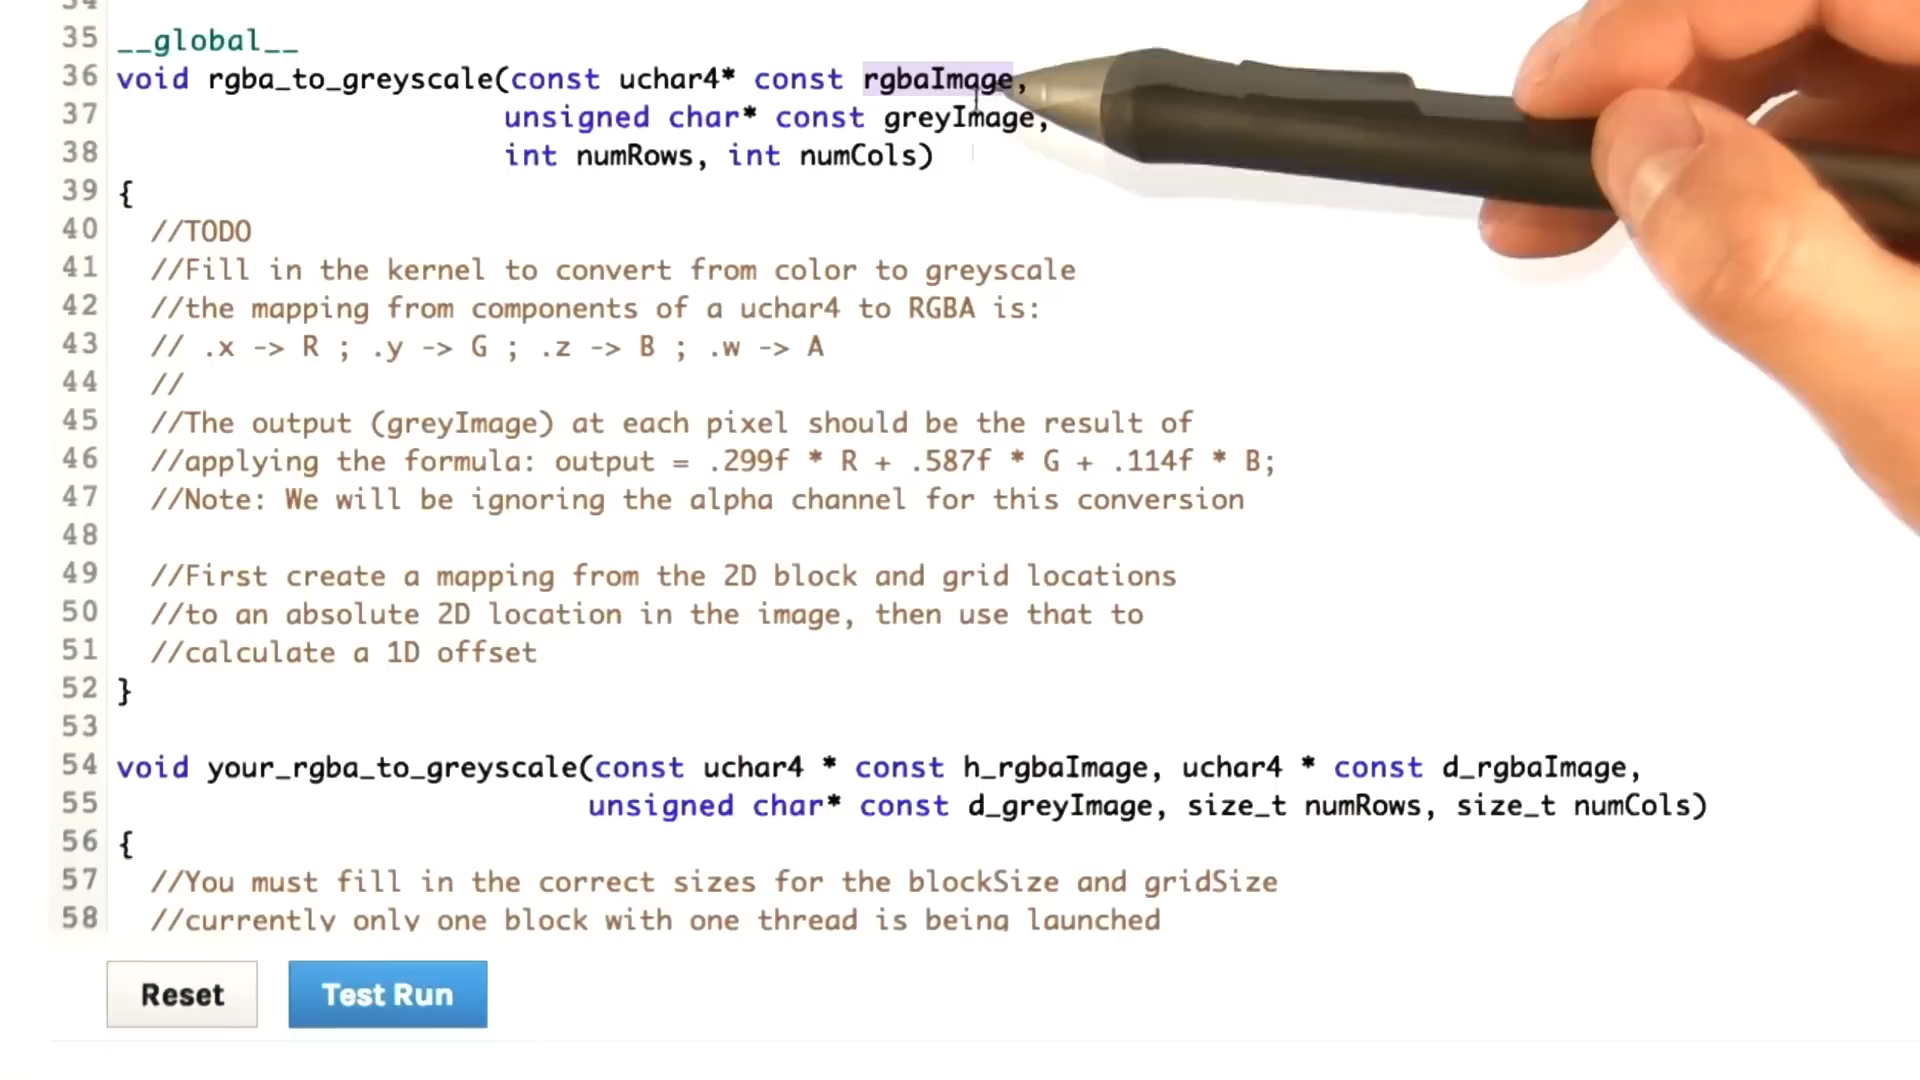 35 __global__
36 void rgba_to_greyscale(const uchar4* const rgbaImage,
37 unsigned char* const greyImage,
38 int numRows, int numCols)
39 {
40 //TODO
41 //Fill in the kernel to convert from color to greyscale
42 //the mapping from components of a uchar4 to RGBA is:
43 // .x -> R ; .y -> G ; .z -> B ; .w -> A
44 //
45 //The output (greyImage) at each pixel should be the result of
46 //applying the formula: output = .299f * R + .587f * G + .114f * B;
47 //Note: We will be ignoring the alpha channel for this conversion
48
49 //First create a mapping from the 2D block and grid locations
50 //to an absolute 2D location in the image, then use that to
51 //calculate a 1D offset
52 }
53
54 void your_rgba_to_greyscale(const uchar4 * const h_rgbaImage, uchar4 * const d_rgbaImage,
55 unsigned char* const d_greyImage, size_t numRows, size_t numCols)
56 {
57 //You must fill in the correct sizes for the blockSize and gridSize
58 //currently only one block with one thread is being launched
Reset Test Run